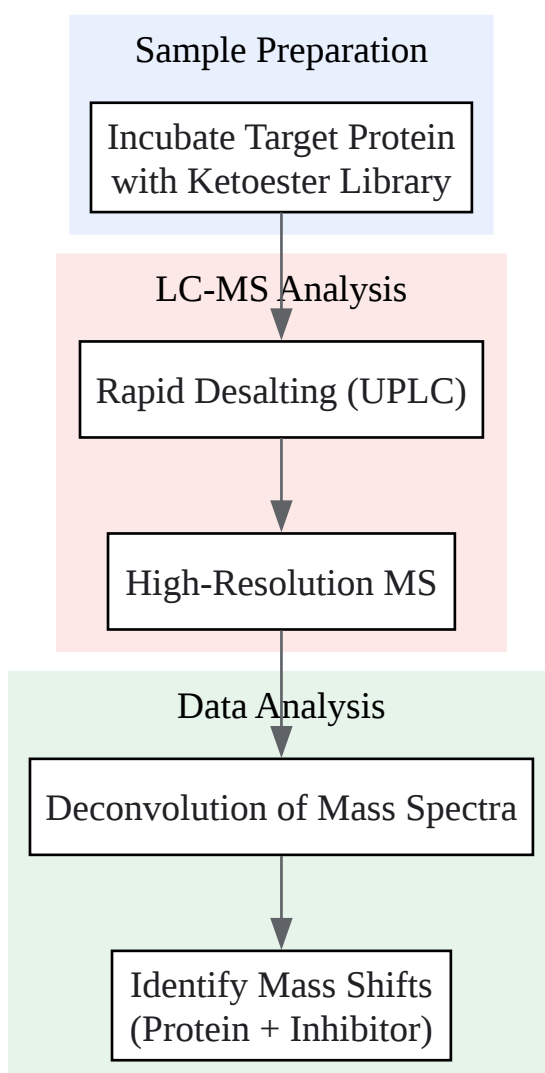 Sample Preparation
Incubate Target Protein
with Ketoester Library
LC-MS Analysis
Rapid Desalting (UPLC)
High-Resolution MS
Data Analysis
Deconvolution of Mass Spectra
Identify Mass Shifts
(Protein + Inhibitor)